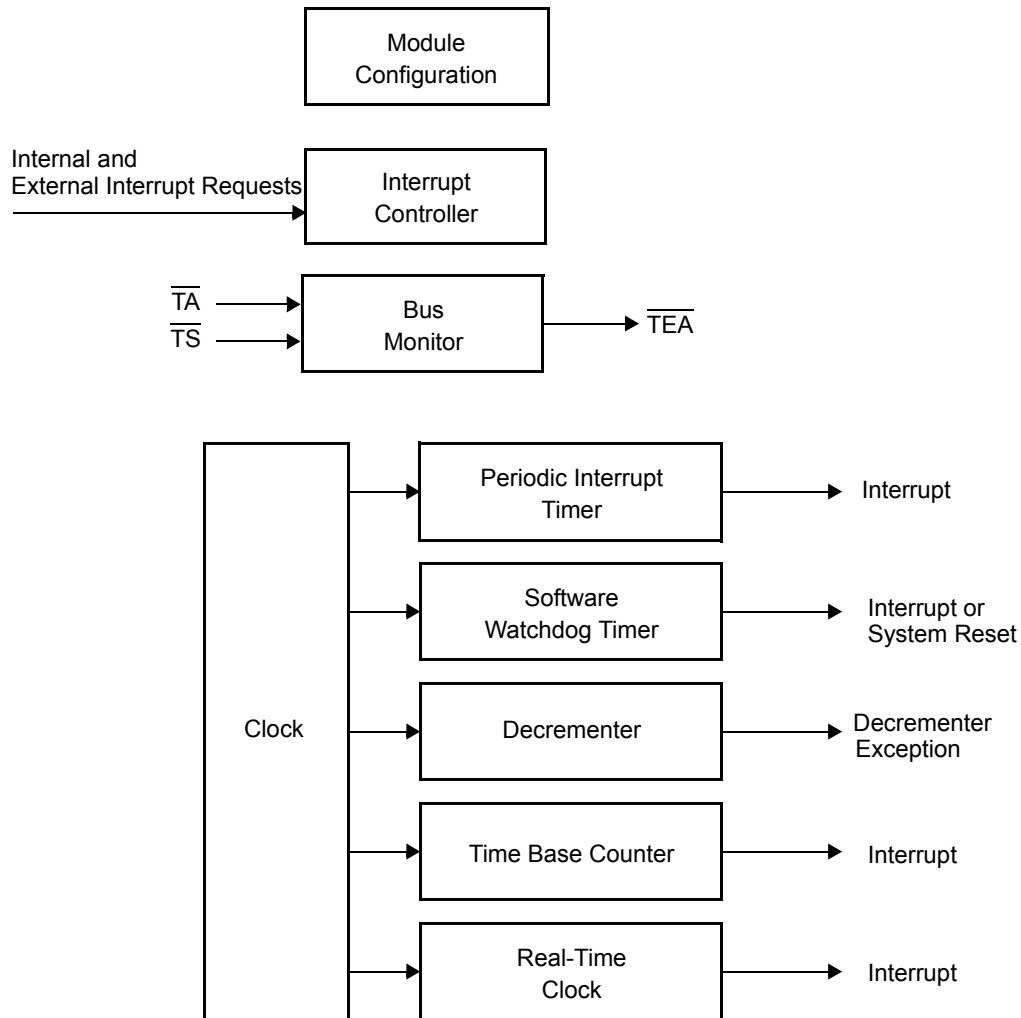 Module
Configuration
Internal and
External Interrupt Requests
Interrupt
Controller
TA
TS
Bus
Monitor
TEA
Clock
Periodic Interrupt
Timer
Interrupt
Software
Watchdog Timer
Interrupt or
System Reset
Decrementer
Decrementer
Exception
Time Base Counter
Interrupt
Real-Time
Clock
Interrupt